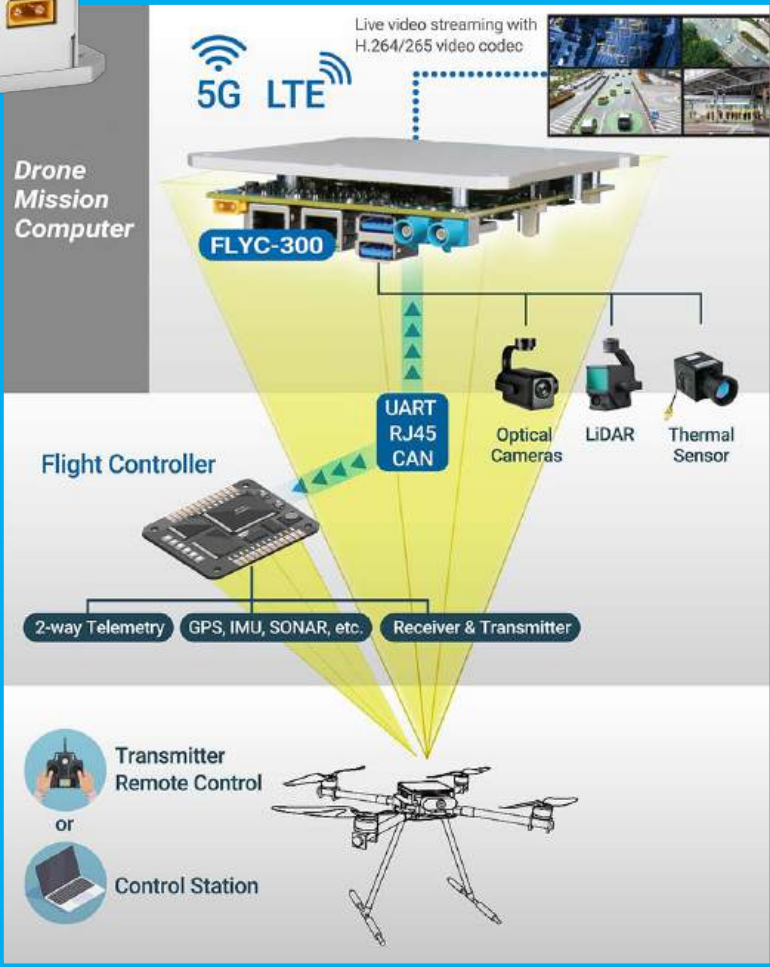 Live video streaming with
H.264/265 video codec
5G LTE
Drone
Mission
Computer
FLYC-300
UART
RJ45
CAN
Optical
Cameras
LiDAR
Thermal
Sensor
Flight Controller
2-way Telemetry
GPS, IMU, SONAR, etc.
Receiver & Transmitter
Transmitter
Remote Control
or
Control Station